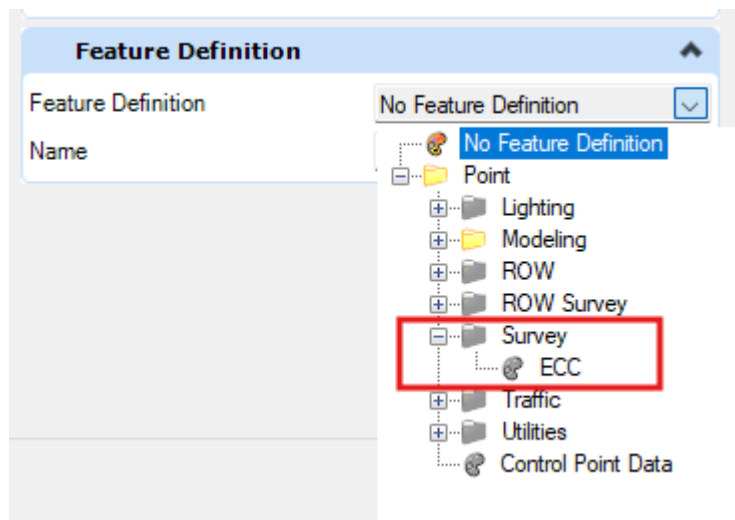 Feature Definition
Feature Definition
No Feature Definition
Name
No Feature Definition
Point
Lighting
Modeling
ROW
ROW Survey
Survey
ECC
Traffic
Utilities
Control Point Data